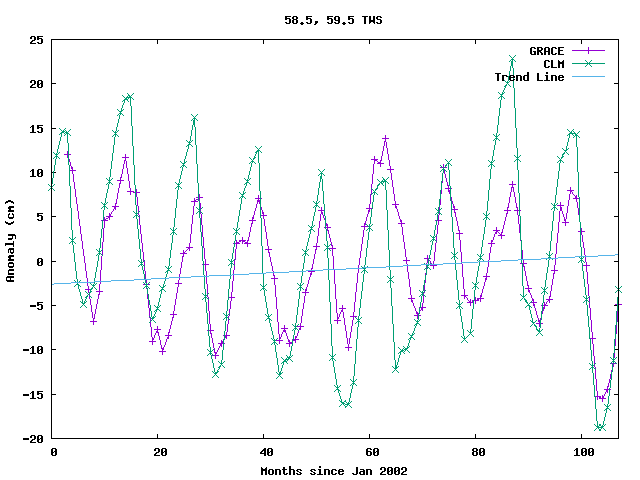 58.5, 59.5 TWS
GRACE
CLM
Trend Line
Anomaly (cm)
25
20
15
10
5
0
-5
-10
-15
-20
0 20 40 60 80 100
Months since Jan 2002